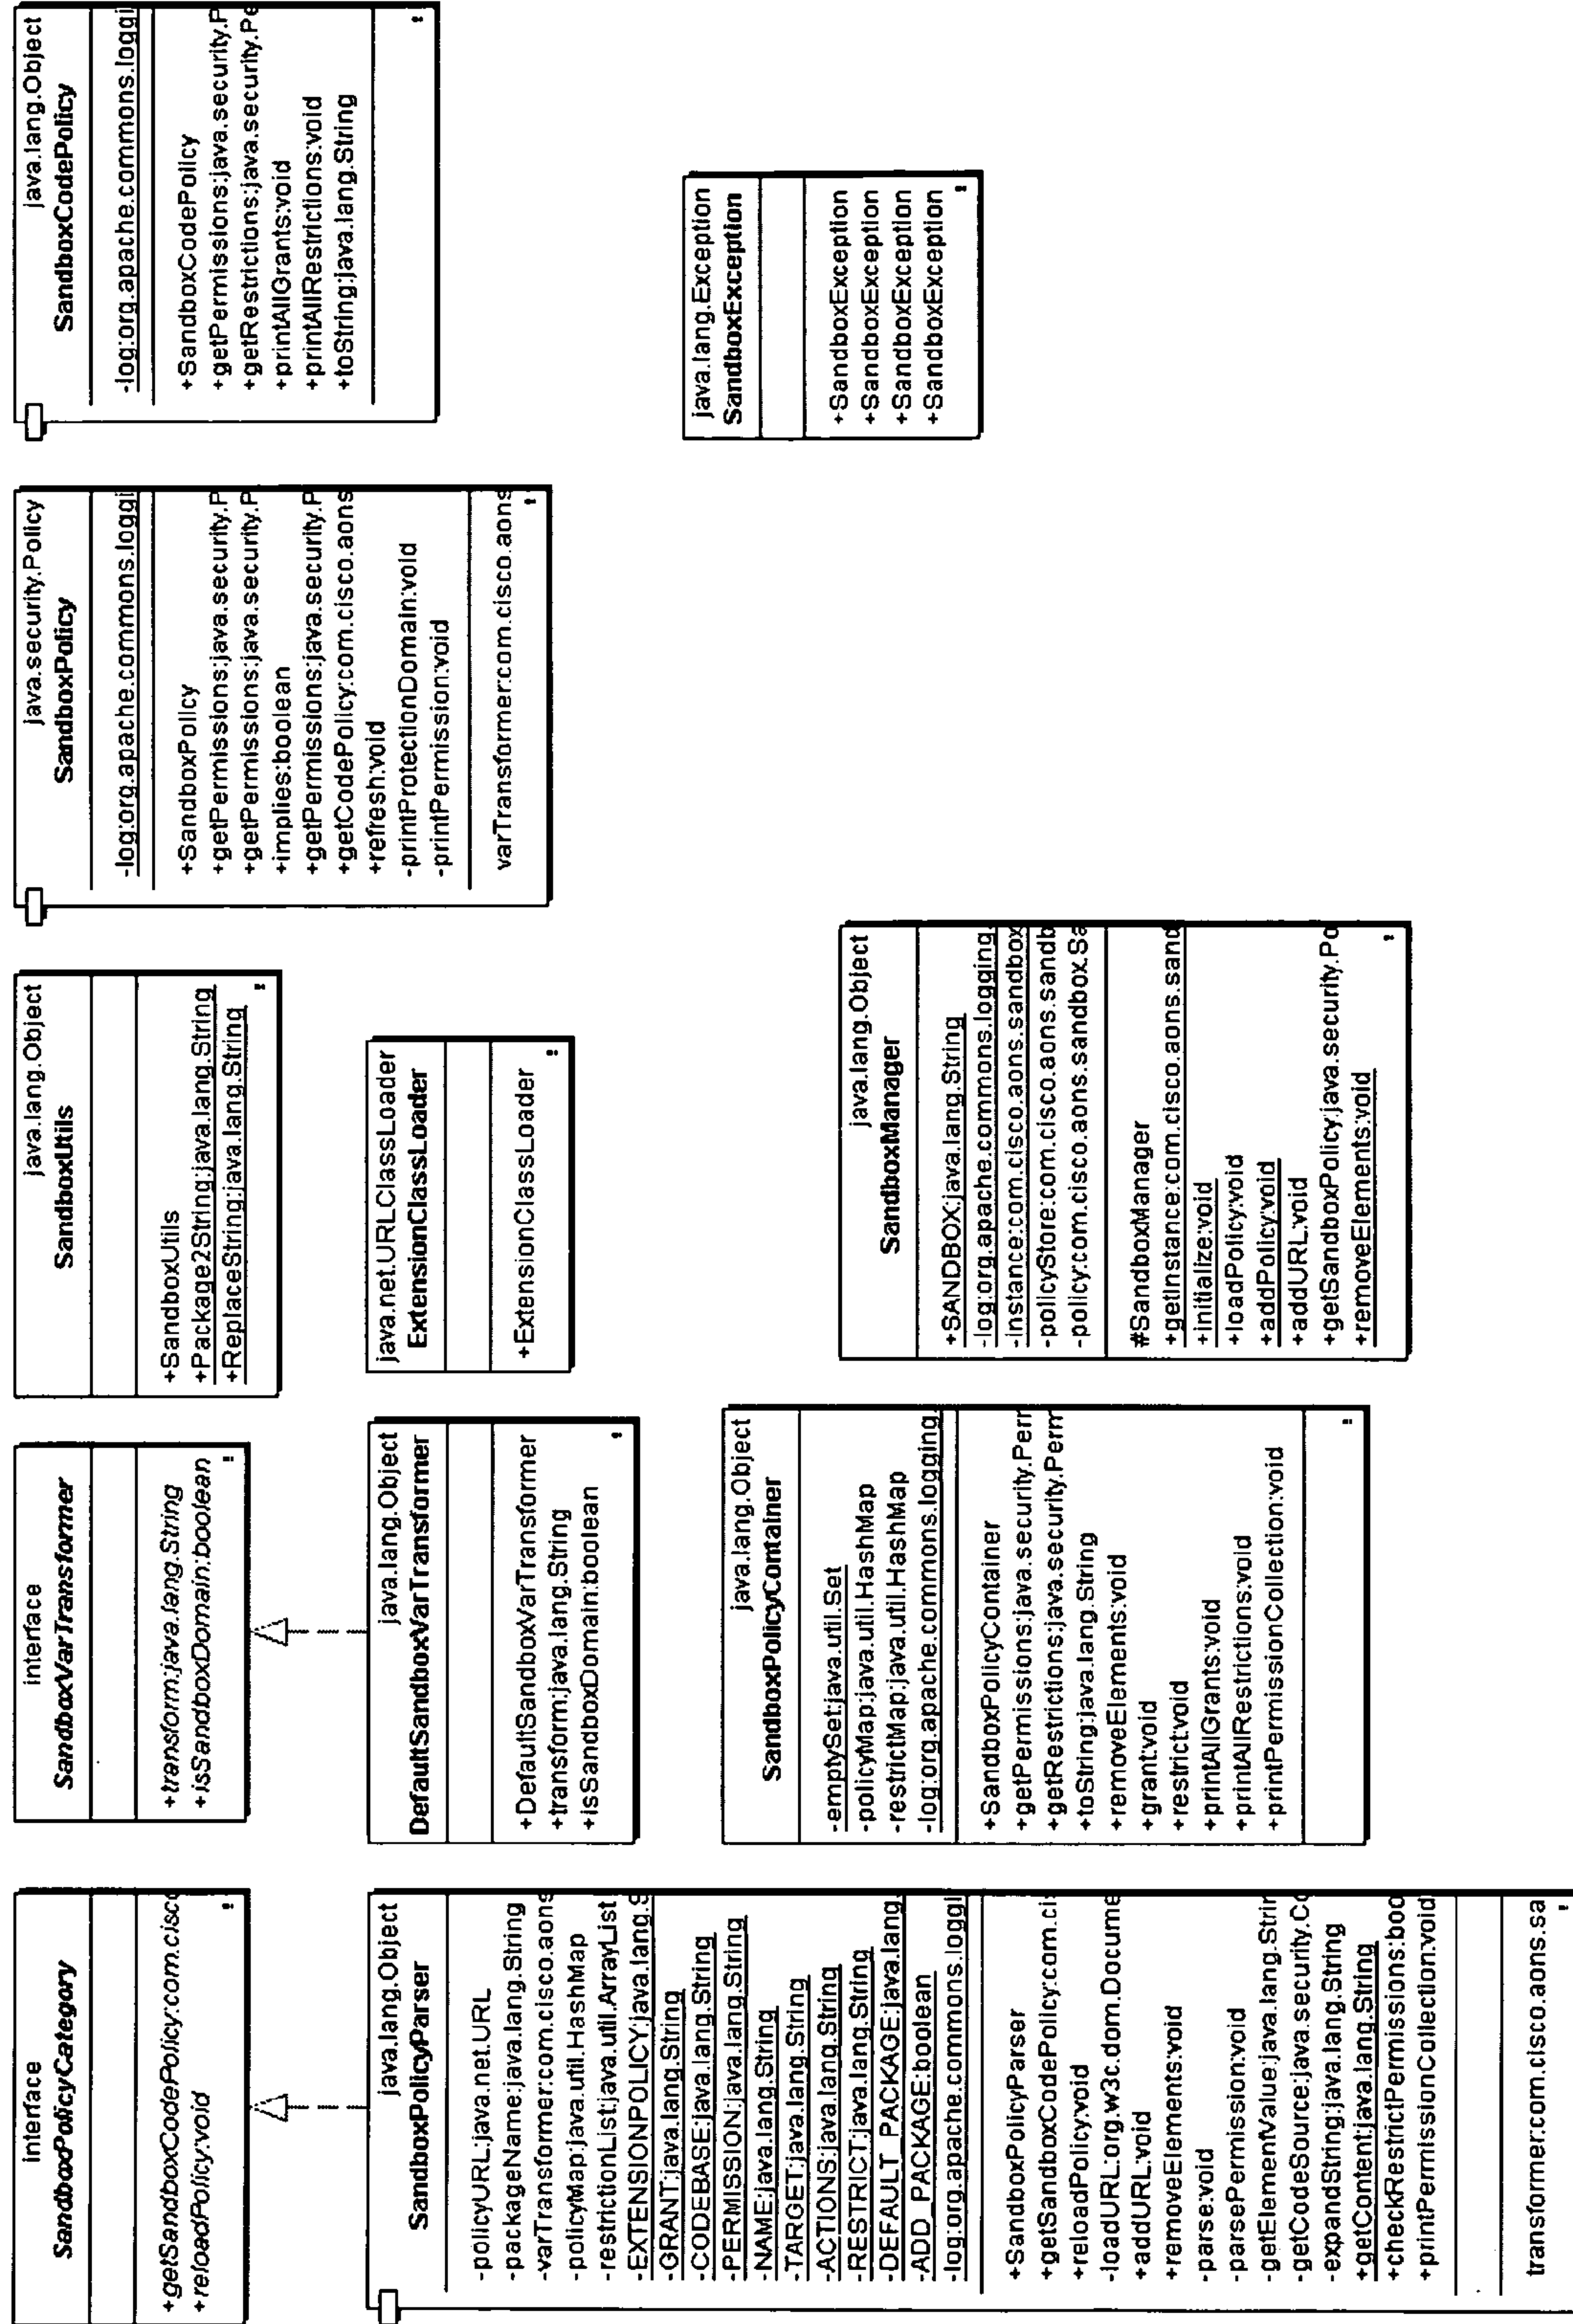 interface
SandboxPolicyCategory
+getSandboxCodePolicy:com.cisco
+reloadPolicy:void
interface
SandboxVarTransformer
+transform:java.lang.String
+isSandboxDomain:boolean
java.lang.Object
SandboxUtils
+SandboxUtils
+Package2String:java.lang.String
+ReplaceString:java.lang.String
java.security.Policy
SandboxPolicy
-log:org.apache.commons.loggi
+SandboxPolicy
+getPermissions:java.security.P
+getPermissions:java.security.P
+implies:boolean
+getPermissions:java.security.P
+getCodePolicy:com.cisco.aons
+refresh:void
-printProtectionDomain:void
-printPermission:void
varTransformer:com.cisco.aons
java.lang.Object
SandboxCodePolicy
-log:org.apache.commons.loggi
+SandboxCodePolicy
+getPermissions:java.security.P
+getRestrictions:java.security.Pe
+printAllGrants:void
+printAllRestrictions:void
+toString:java.lang.String
java.lang.Object
SandboxPolicyParser
-policyURL:java.net.URL
-packageName:java.lang.String
-varTransformer:com.cisco.aons
-policyMap:java.util.HashMap
-restrictionList:java.util.ArrayList
-EXTENSIONPOLICY:java.lang.S
-GRANT:java.lang.String
-CODEBASE:java.lang.String
-PERMISSION:java.lang.String
-NAME:java.lang.String
-TARGET:java.lang.String
-ACTIONS:java.lang.String
-RESTRICT:java.lang.String
-DEFAULT_PACKAGE:java.lang
-ADD_PACKAGE:boolean
-log:org.apache.commons.loggi
+SandboxPolicyParser
+getSandboxCodePolicy:com.ci
+reloadPolicy:void
-loadURL:org.w3c.dom.Docume
+addURL:void
+removeElements:void
-parse:void
-parsePermission:void
-getElementValue:java.lang.Strin
-getCodeSource:java.security.Co
-expandString:java.lang.String
+getContent:java.lang.String
+checkRestrictPermissions:boo
+printPermissionCollection:void
transformer:com.cisco.aons.sa
java.lang.Object
DefaultSandboxVarTransformer
+DefaultSandboxVarTransformer
+transform:java.lang.String
+isSandboxDomain:boolean
java.net.URLClassLoader
ExtensionClassLoader
+ExtensionClassLoader
java.lang.Exception
SandboxException
+SandboxException
+SandboxException
+SandboxException
+SandboxException
java.lang.Object
SandboxPolicyContainer
-emptySet:java.util.Set
-policyMap:java.util.HashMap
-restrictMap:java.util.HashMap
-log:org.apache.commons.logging
+SandboxPolicyContainer
+getPermissions:java.security.Perm
+getRestrictions:java.security.Perm
+toString:java.lang.String
+removeElements:void
+grant:void
+restrict:void
+printAllGrants:void
+printAllRestrictions:void
+printPermissionCollection:void
java.lang.Object
SandboxManager
+SANDBOX:java.lang.String
-log:org.apache.commons.logging.
-instance:com.cisco.aons.sandbox
-policyStore:com.cisco.aons.sandb
-policy:com.cisco.aons.sandbox.Sa
#SandboxManager
+getInstance:com.cisco.aons.sand
+initialize:void
+loadPolicy:void
+addPolicy:void
+addURL:void
+getSandboxPolicy:java.security.Po
+removeElements:void